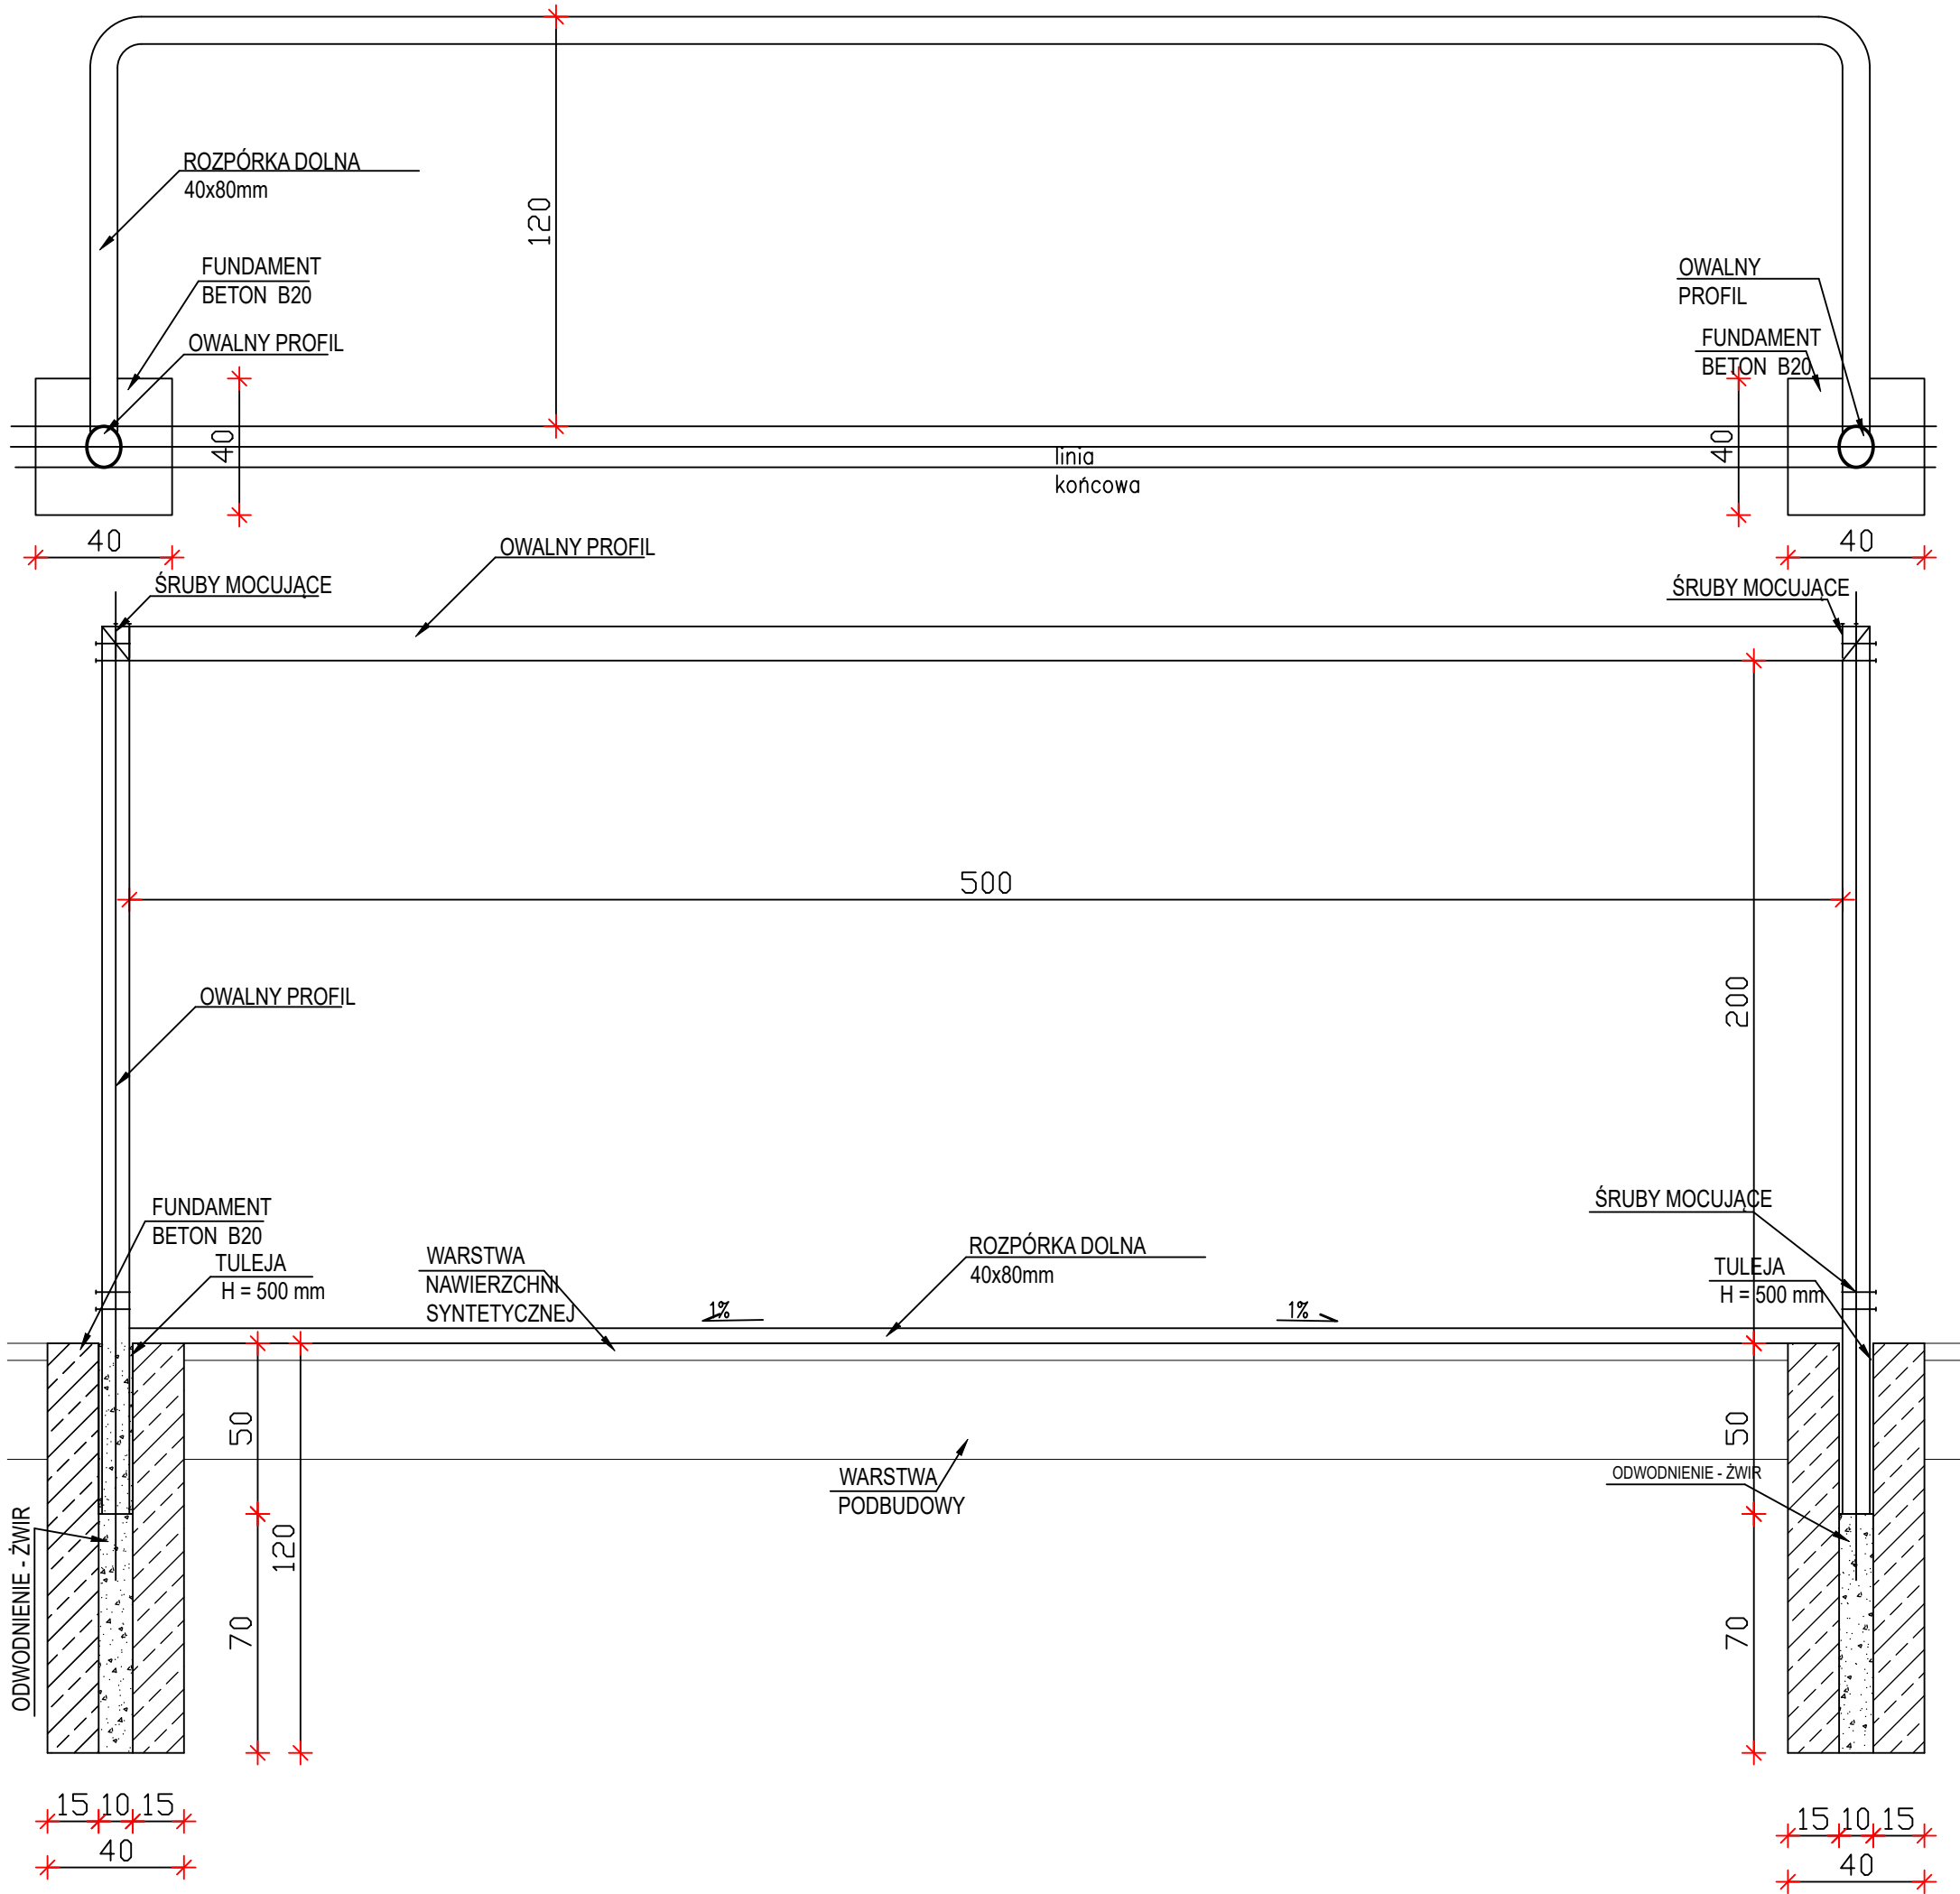 ROZPÓRKA DOLNA
40x80mm
120
FUNDAMENT
BETON B20
OWALNY PROFIL
OWALNY
PROFIL
FUNDAMENT
BETON B20
40
40
linia
końcowa
40
40
OWALNY PROFIL
ŚRUBY MOCUJĄCE
ŚRUBY MOCUJĄCE
500
200
OWALNY PROFIL
FUNDAMENT
BETON B20
TULEJA
H = 500 mm
WARSTWA
NAWIERZCHNI
SYNTETYCZNEJ
1%
ROZPÓRKA DOLNA
40x80mm
1%
ŚRUBY MOCUJĄCE
TULEJA
H = 500 mm
50
120
70
WARSTWA
PODBUDOWY
50
ODWODNIENIE - ŻWIR
70
ODWODNIENIE - ŻWIR
15 10 15
40
15 10 15
40